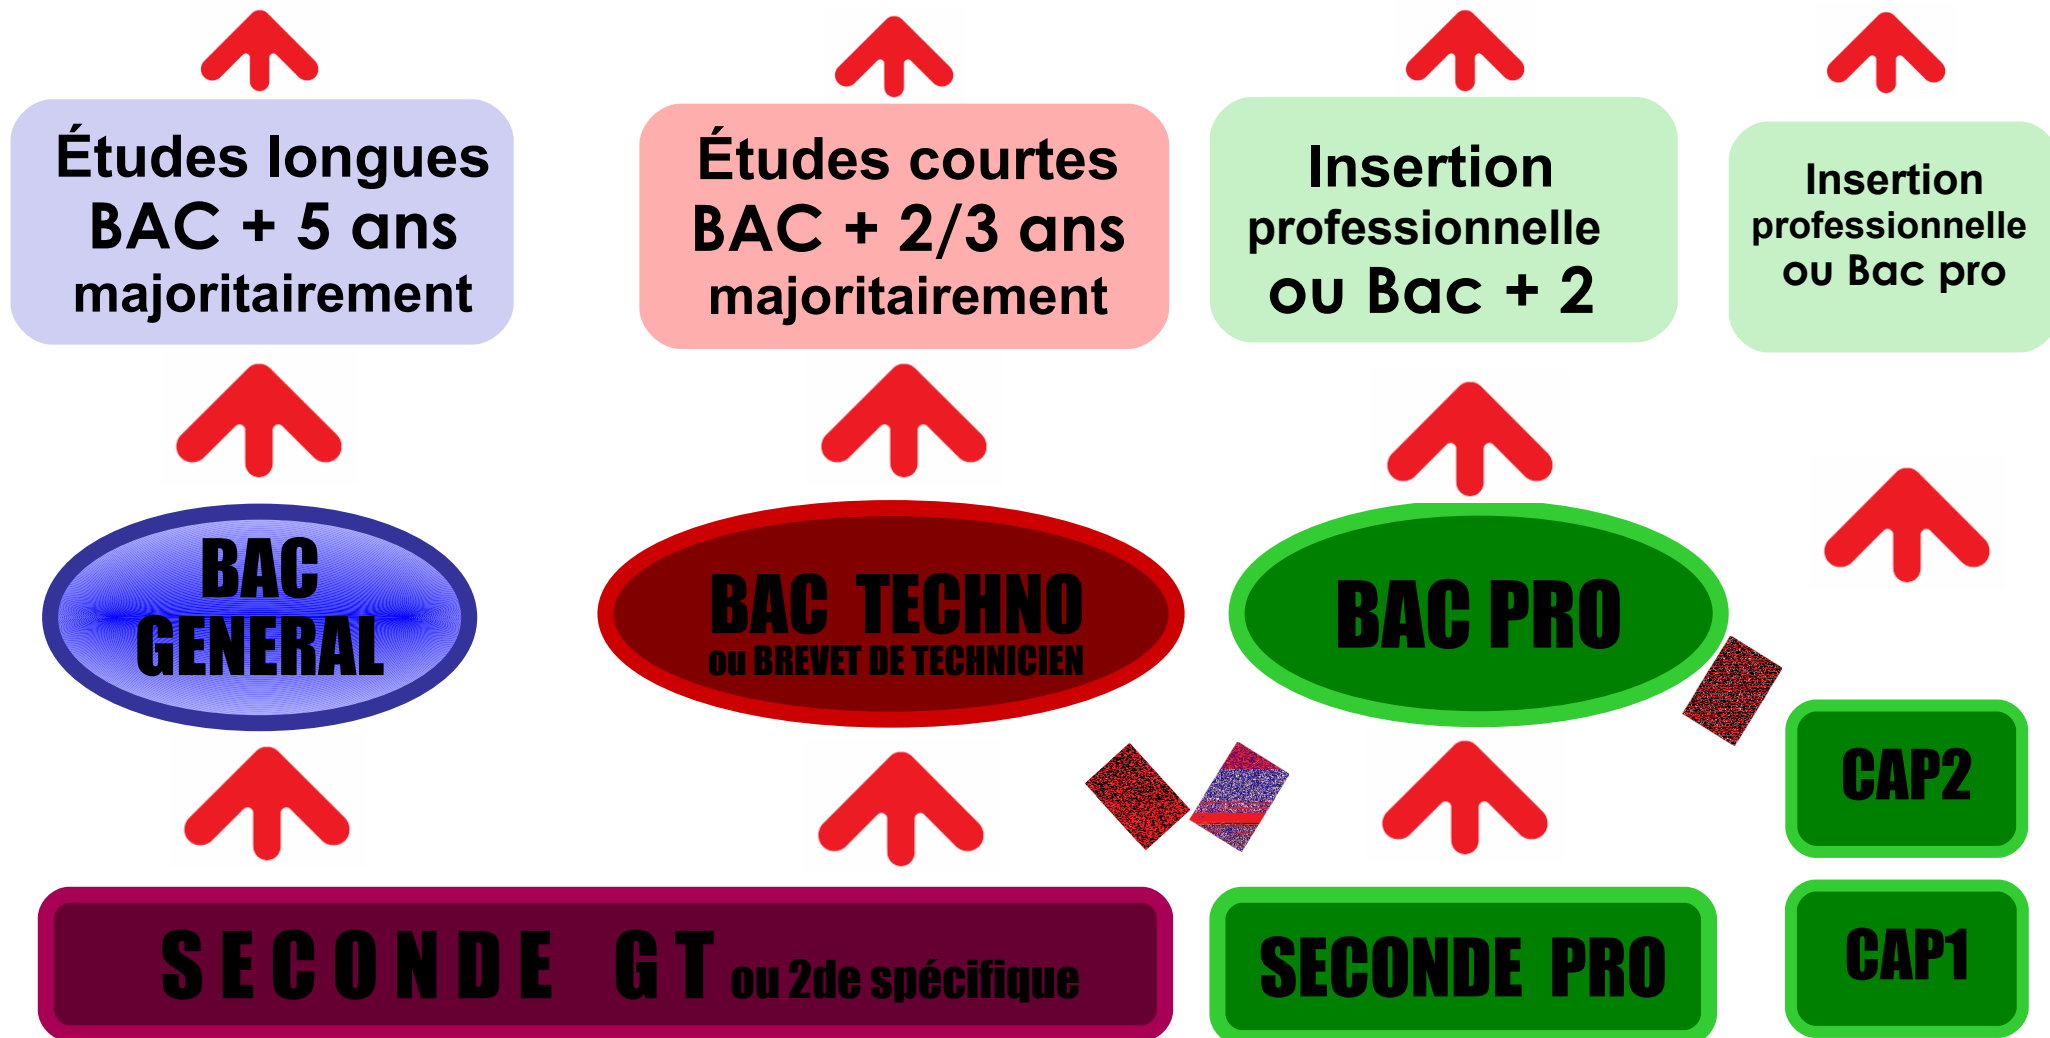 Études longues
BAC + 5 ans
majoritairement
Études courtes
BAC + 2/3 ans
majoritairement
Insertion
professionnelle
ou Bac + 2
Insertion
professionnelle
ou Bac pro
BAC
GENERAL
BAC TECHNO
ou BREVET DE TECHNICIEN
BAC PRO
CAP2
CAP1
SECONDE GT ou 2de spécifique
SECONDE PRO